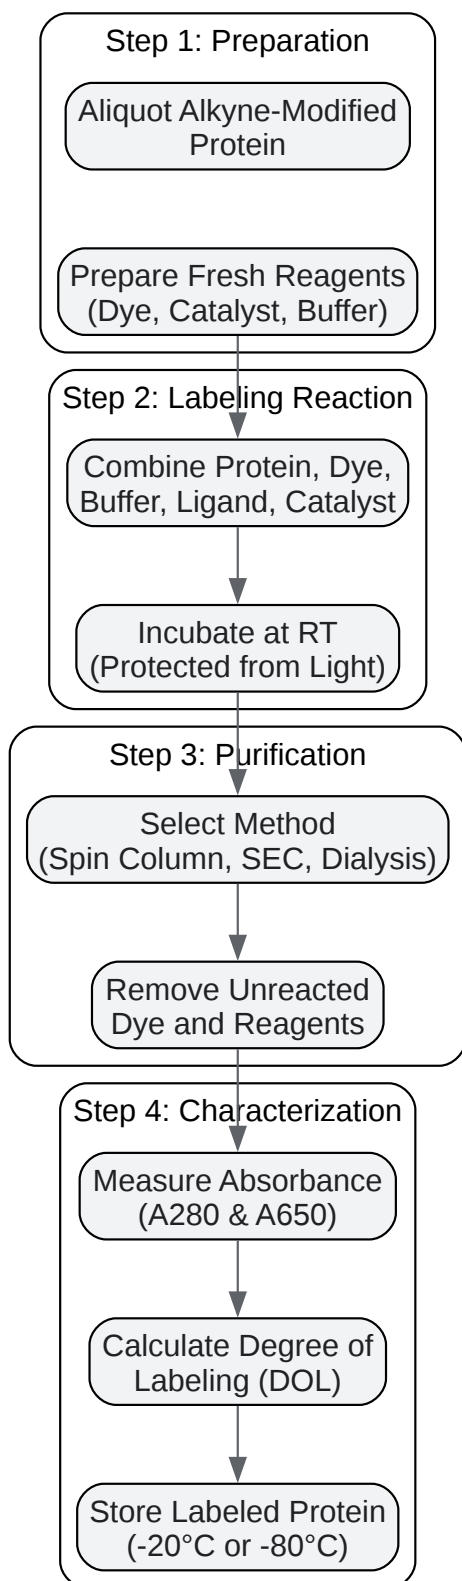 Step 1: Preparation
Aliquot Alkyne-Modified
Protein
Prepare Fresh Reagents
(Dye, Catalyst, Buffer)
Step 2: Labeling Reaction
Combine Protein, Dye,
Buffer, Ligand, Catalyst
Incubate at RT
(Protected from Light)
Step 3: Purification
Select Method
(Spin Column, SEC, Dialysis)
Remove Unreacted
Dye and Reagents
Step 4: Characterization
Measure Absorbance
(A280 & A650)
Calculate Degree of
Labeling (DOL)
Store Labeled Protein
(-20°C or -80°C)